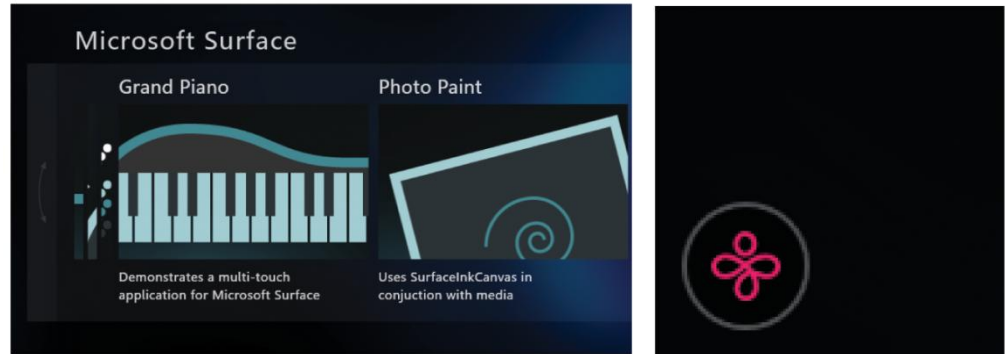 Microsoft Surface
Grand Piano
Photo Paint
Demonstrates a multi-touch
application for Microsoft Surface
Uses SurfaceInkCanvas in
conjuction with media